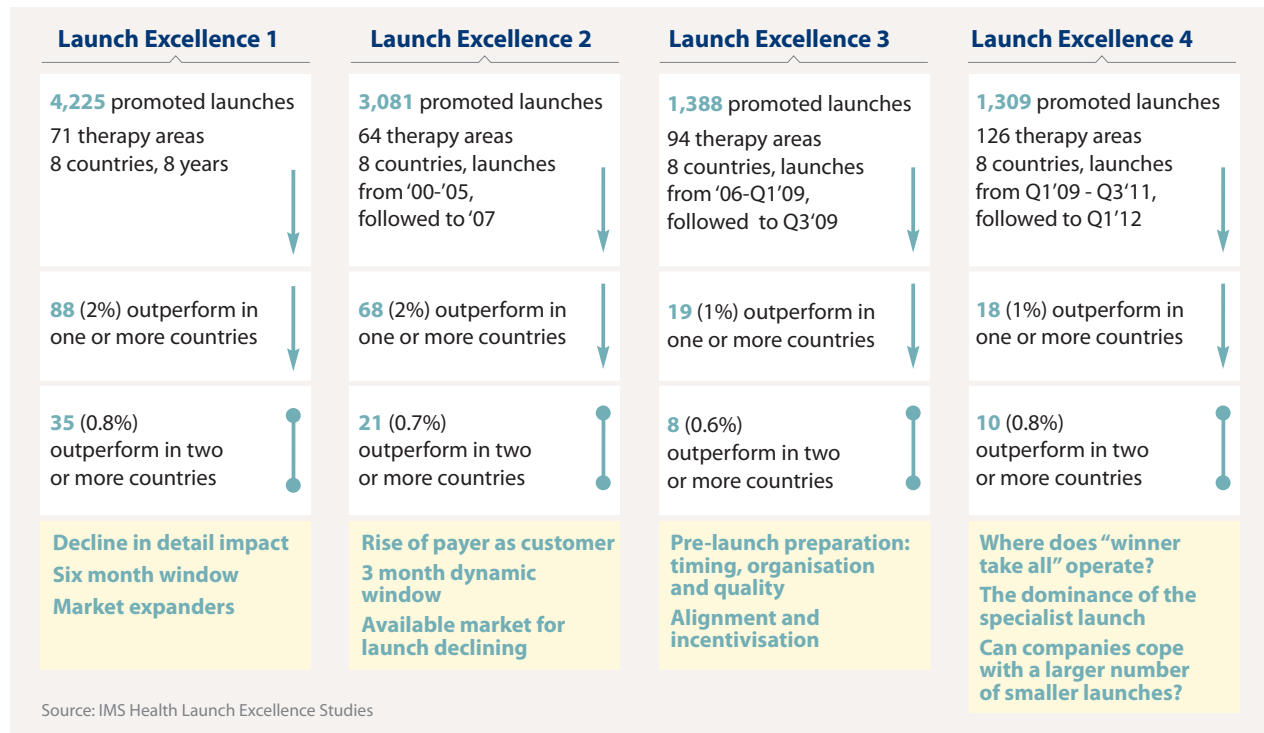 Launch Excellence 1
4,225 promoted launches
71 therapy areas
8 countries, 8 years
88 (2%) outperform in
one or more countries
35 (0.8%)
outperform in two
or more countries
Decline in detail impact
Six month window
Market expanders
Launch Excellence 2
3,081 promoted launches
64 therapy areas
8 countries, launches
from ‘00-’05,
followed to ‘07
68 (2%) outperform in
one or more countries
21 (0.7%)
outperform in two
or more countries
Rise of payer as customer
3 month dynamic
window
Available market for
launch declining
Launch Excellence 3
1,388 promoted launches
94 therapy areas
8 countries, launches
from ‘06-Q1’09,
followed to Q3‘09
19 (1%) outperform in
one or more countries
8 (0.6%)
outperform in two
or more countries
Pre-launch preparation:
timing, organisation
and quality
Alignment and
incentivisation
Launch Excellence 4
1,309 promoted launches
126 therapy areas
8 countries, launches
from Q1’09 - Q3‘11,
followed to Q1’12
18 (1%) outperform in
one or more countries
10 (0.8%)
outperform in two
or more countries
Where does “winner
take all” operate?
The dominance of the
specialist launch
Can companies cope
with a larger number
of smaller launches?
Source: IMS Health Launch Excellence Studies